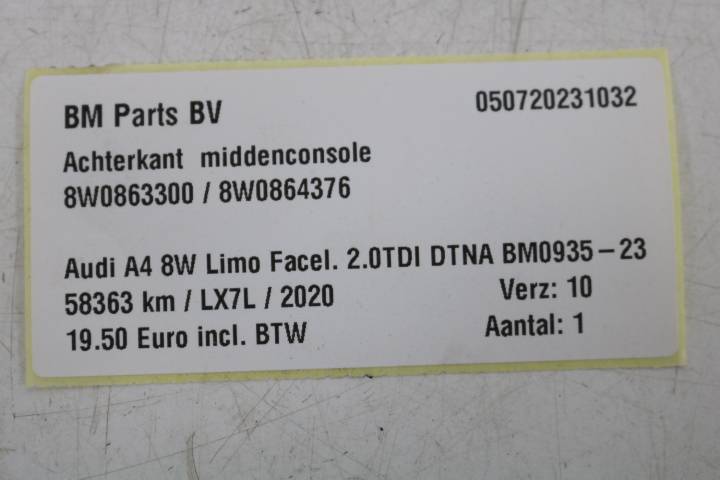 BM Parts BV 050720231032
Achterkant middenconsole
8W0863300 / 8W0864376
Audi A4 8W Limo Facel. 2.0TDI DTNA BM0935-23
58363 km / LX7L / 2020 Verz: 10
19.50 Euro incl. BTW Aantal: 1